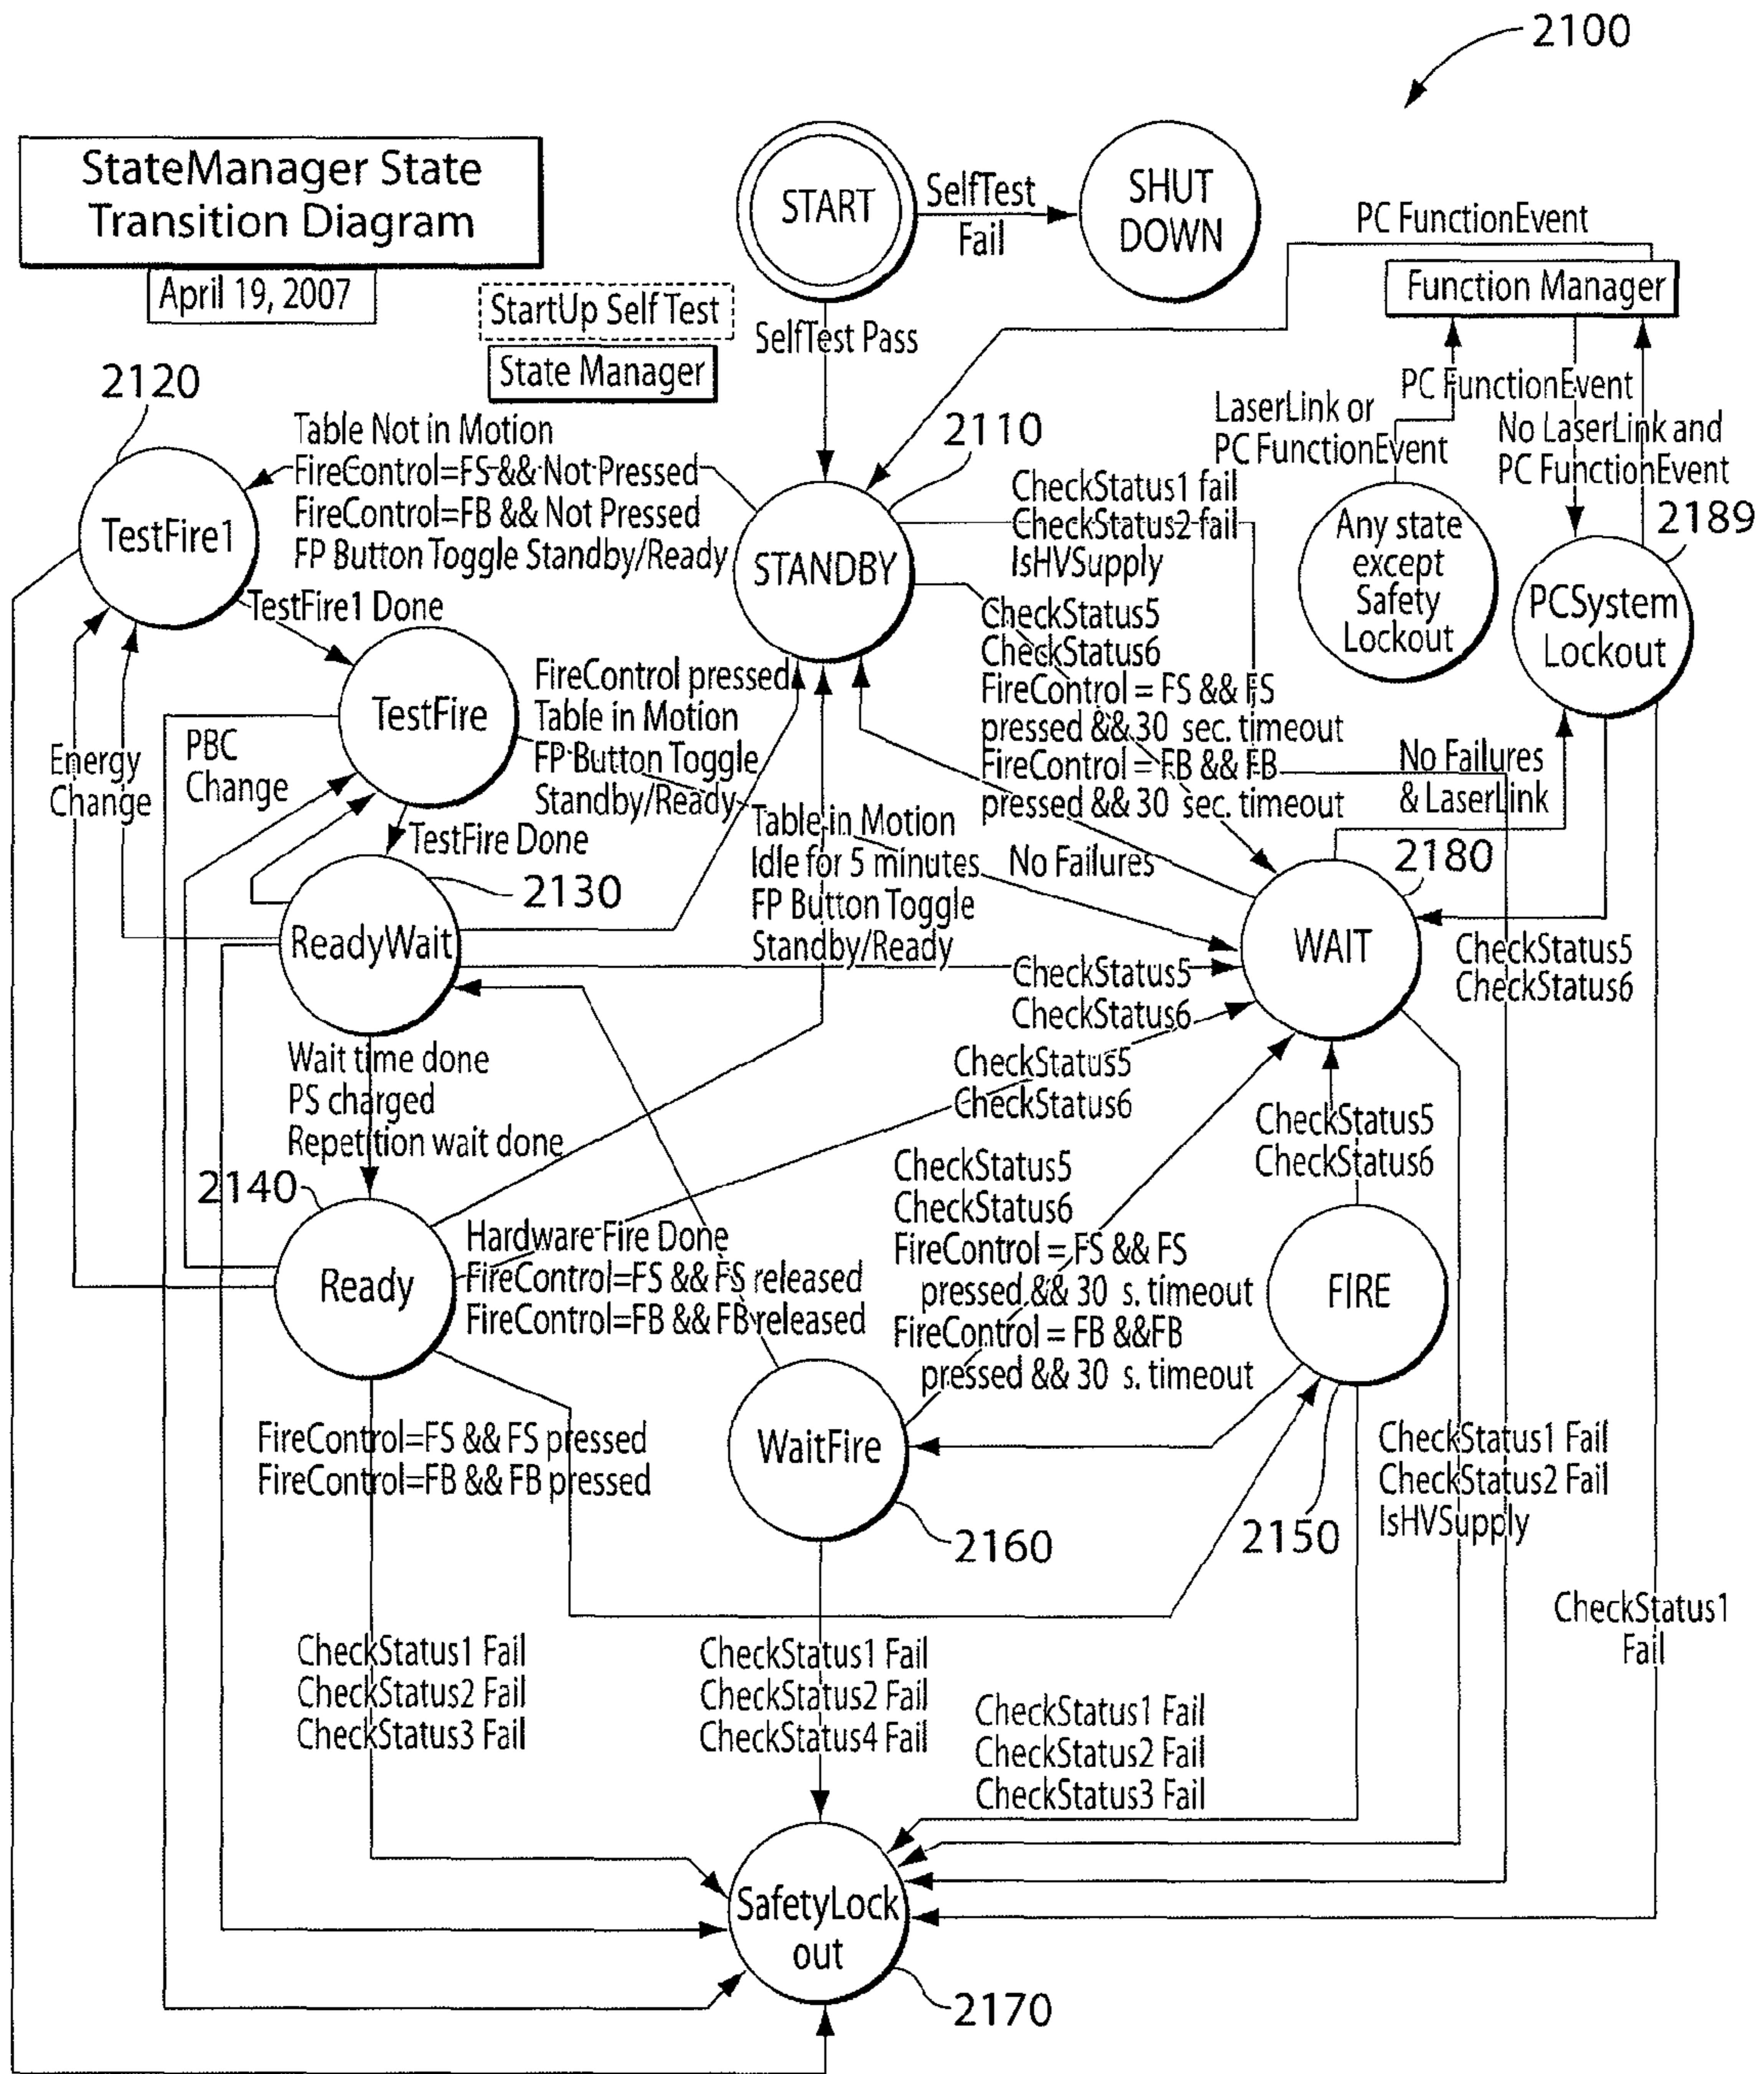 2100
StateManager State
Transition Diagram
April 19, 2007
StartUp Self Test
State Manager
START
SelfTest
Fail
SHUT
DOWN
SelfTest Pass
PC FunctionEvent
Function Manager
PC FunctionEvent
LaserLink or
PC FunctionEvent
No LaserLink and
PC FunctionEvent
2189
Any state
except
Safety
Lockout
PCSystem
Lockout
2120
TestFire1
Table Not in Motion
FireControl=FS && Not Pressed
FireControl=FB && Not Pressed
FP Button Toggle Standby/Ready
2110
STANDBY
CheckStatus1 fail
CheckStatus2 fail
IsHVSupply
CheckStatus5
CheckStatus6
FireControl = FS && FS
pressed && 30 sec. timeout
FireControl = FB && FB
pressed && 30 sec. timeout
TestFire1 Done
TestFire
FireControl pressed
Table in Motion
FP Button Toggle
Standby/Ready
Energy
Change
PBC
Change
TestFire Done
2130
ReadyWait
Table in Motion
Idle for 5 minutes
FP Button Toggle
Standby/Ready
No Failures
No Failures
& LaserLink
2180
WAIT
CheckStatus5
CheckStatus6
CheckStatus5
CheckStatus6
CheckStatus5
CheckStatus6
Wait time done
PS charged
Repetition wait done
2140
Ready
Hardware Fire Done
FireControl=FS && FS released
FireControl=FB && FB released
CheckStatus5
CheckStatus6
FireControl = FS && FS
pressed && 30 s. timeout
FireControl = FB &&FB
pressed && 30 s. timeout
CheckStatus5
CheckStatus6
FIRE
2150
WaitFire
2160
FireControl=FS && FS pressed
FireControl=FB && FB pressed
CheckStatus1 Fail
CheckStatus2 Fail
IsHVSupply
CheckStatus1
Fail
CheckStatus1 Fail
CheckStatus2 Fail
CheckStatus3 Fail
CheckStatus1 Fail
CheckStatus2 Fail
CheckStatus4 Fail
CheckStatus1 Fail
CheckStatus2 Fail
CheckStatus3 Fail
SafetyLock
out
2170